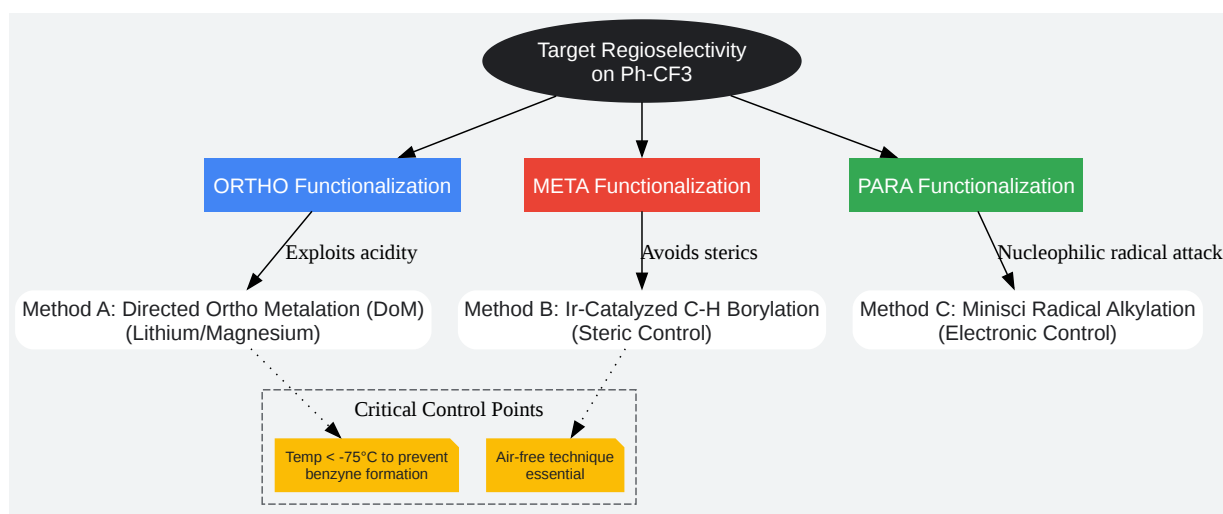 Target Regioselectivity
on Ph-CF3
ORTHO Functionalization
META Functionalization
PARA Functionalization
Exploits acidity
Avoids sterics
Nucleophilic radical attack
Method A: Directed Ortho Metalation (DoM)
(Lithium/Magnesium)
Method B: Ir-Catalyzed C-H Borylation
(Steric Control)
Method C: Minisci Radical Alkylation
(Electronic Control)
Critical Control Points
Temp < -75°C to prevent
benzyne formation
Air-free technique
essential